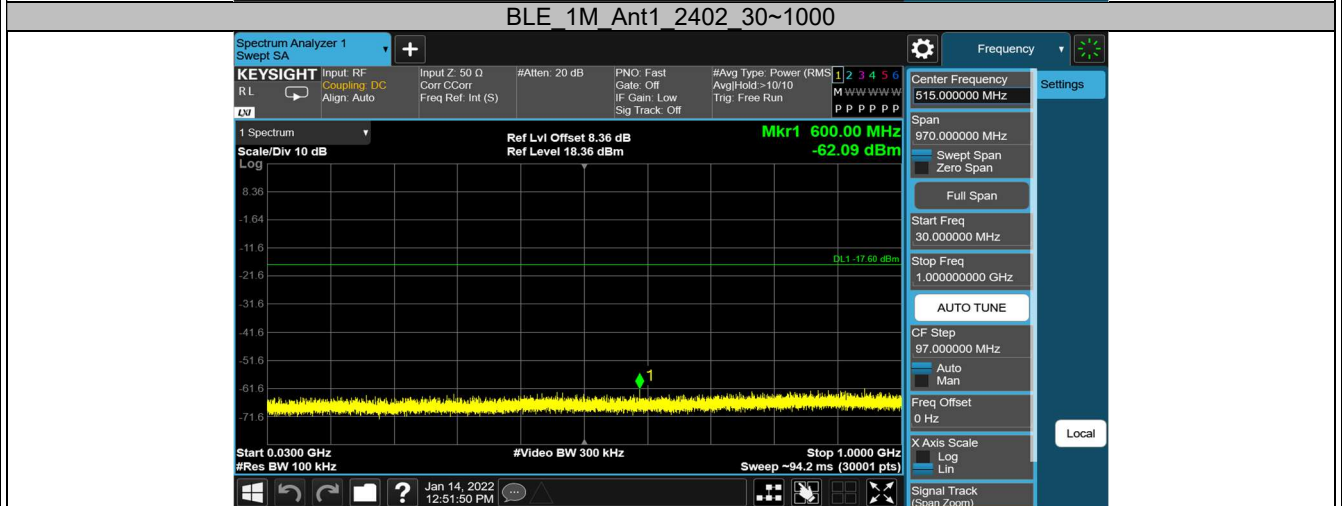 BLE_1M_Ant1_2402_30~1000
Spectrum Analyzer 1
Swept SA
+
Frequency
KEYSIGHT
RL
LXI
Input: RF
Coupling: DC
Align: Auto
Input Z: 50 Ω
Corr CCorr
Freq Ref: Int (S)
#Atten: 20 dB
PNO: Fast
Gate: Off
IF Gain: Low
Sig Track: Off
#Avg Type: Power (RMS
Avg|Hold:>10/10
Trig: Free Run
1 2 3 4 5 6
M W W W W W
P P P P P P
1 Spectrum
Scale/Div 10 dB
Log
Ref Lvl Offset 8.36 dB
Ref Level 18.36 dBm
Mkr1 600.00 MHz
-62.09 dBm
8.36
-1.64
-11.6
DL1 -17.60 dBm
-21.6
-31.6
-41.6
-51.6
1
-61.6
-71.6
Start 0.0300 GHz
#Res BW 100 kHz
#Video BW 300 kHz
Stop 1.0000 GHz
Sweep ~94.2 ms (30001 pts)
?
Jan 14, 2022
12:51:50 PM
Center Frequency
515.000000 MHz
Settings
Span
970.000000 MHz
Swept Span
Zero Span
Full Span
Start Freq
30.000000 MHz
Stop Freq
1.000000000 GHz
AUTO TUNE
CF Step
97.000000 MHz
Auto
Man
Freq Offset
0 Hz
X Axis Scale
Log
Lin
Local
Signal Track
(Span Zoom)